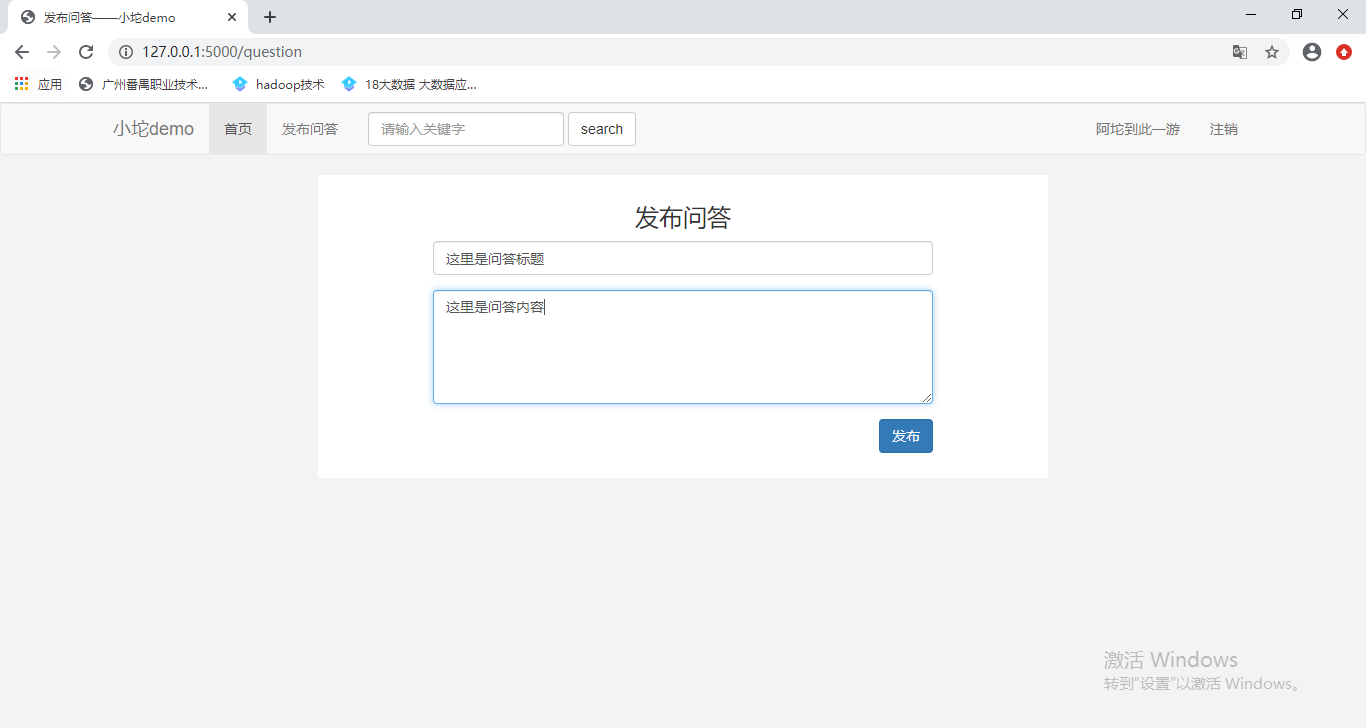 发布问答——小坨demo
127.0.0.1:5000/question
应用 广州番禺职业技术... hadoop技术 18大数据 大数据应...
小坨demo 首页 发布问答 请输入关键字 search 阿坨到此一游 注销
发布问答
这里是问答标题
这里是问答内容
发布
激活 Windows
转到"设置"以激活 Windows。